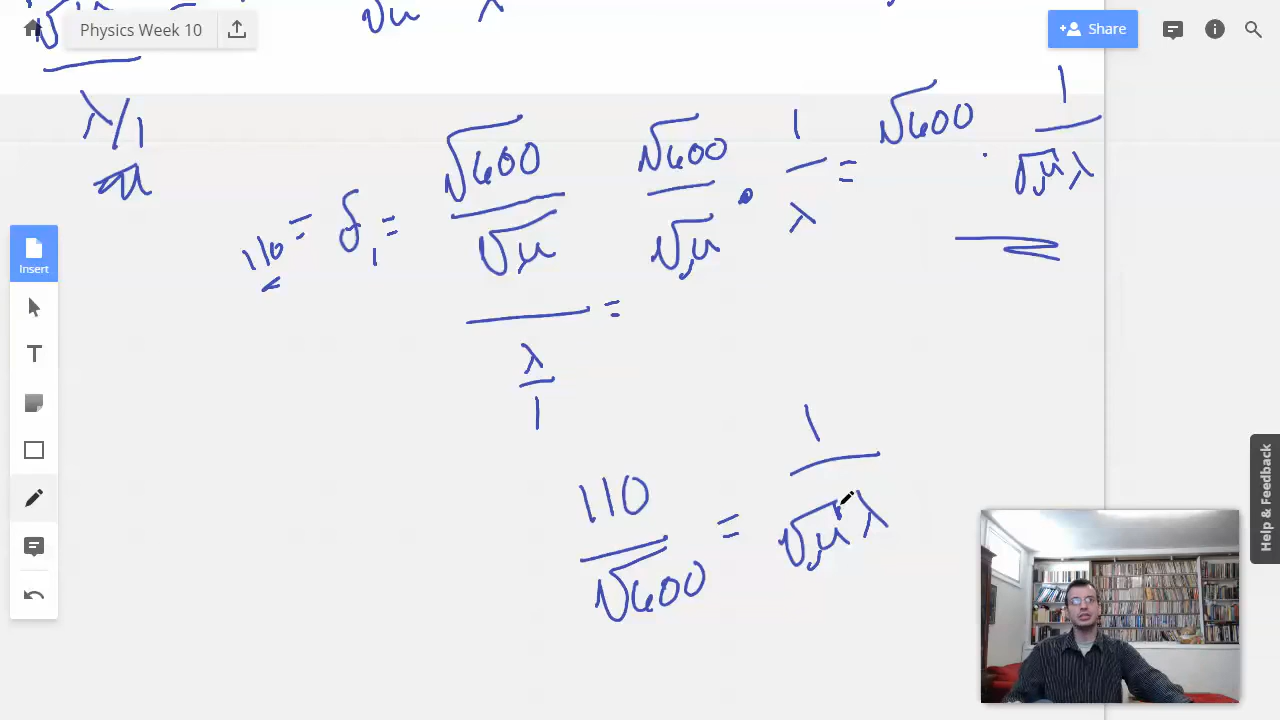 Physics Week 10
Share
√μ λ
λ/1
110 = f₁ = √600 / √μ / λ/1 = √600 / √μ · 1 / λ = √600 · 1 / √μ λ
110 / √600 = 1 / √μ λ
Insert
T
Help & Feedback